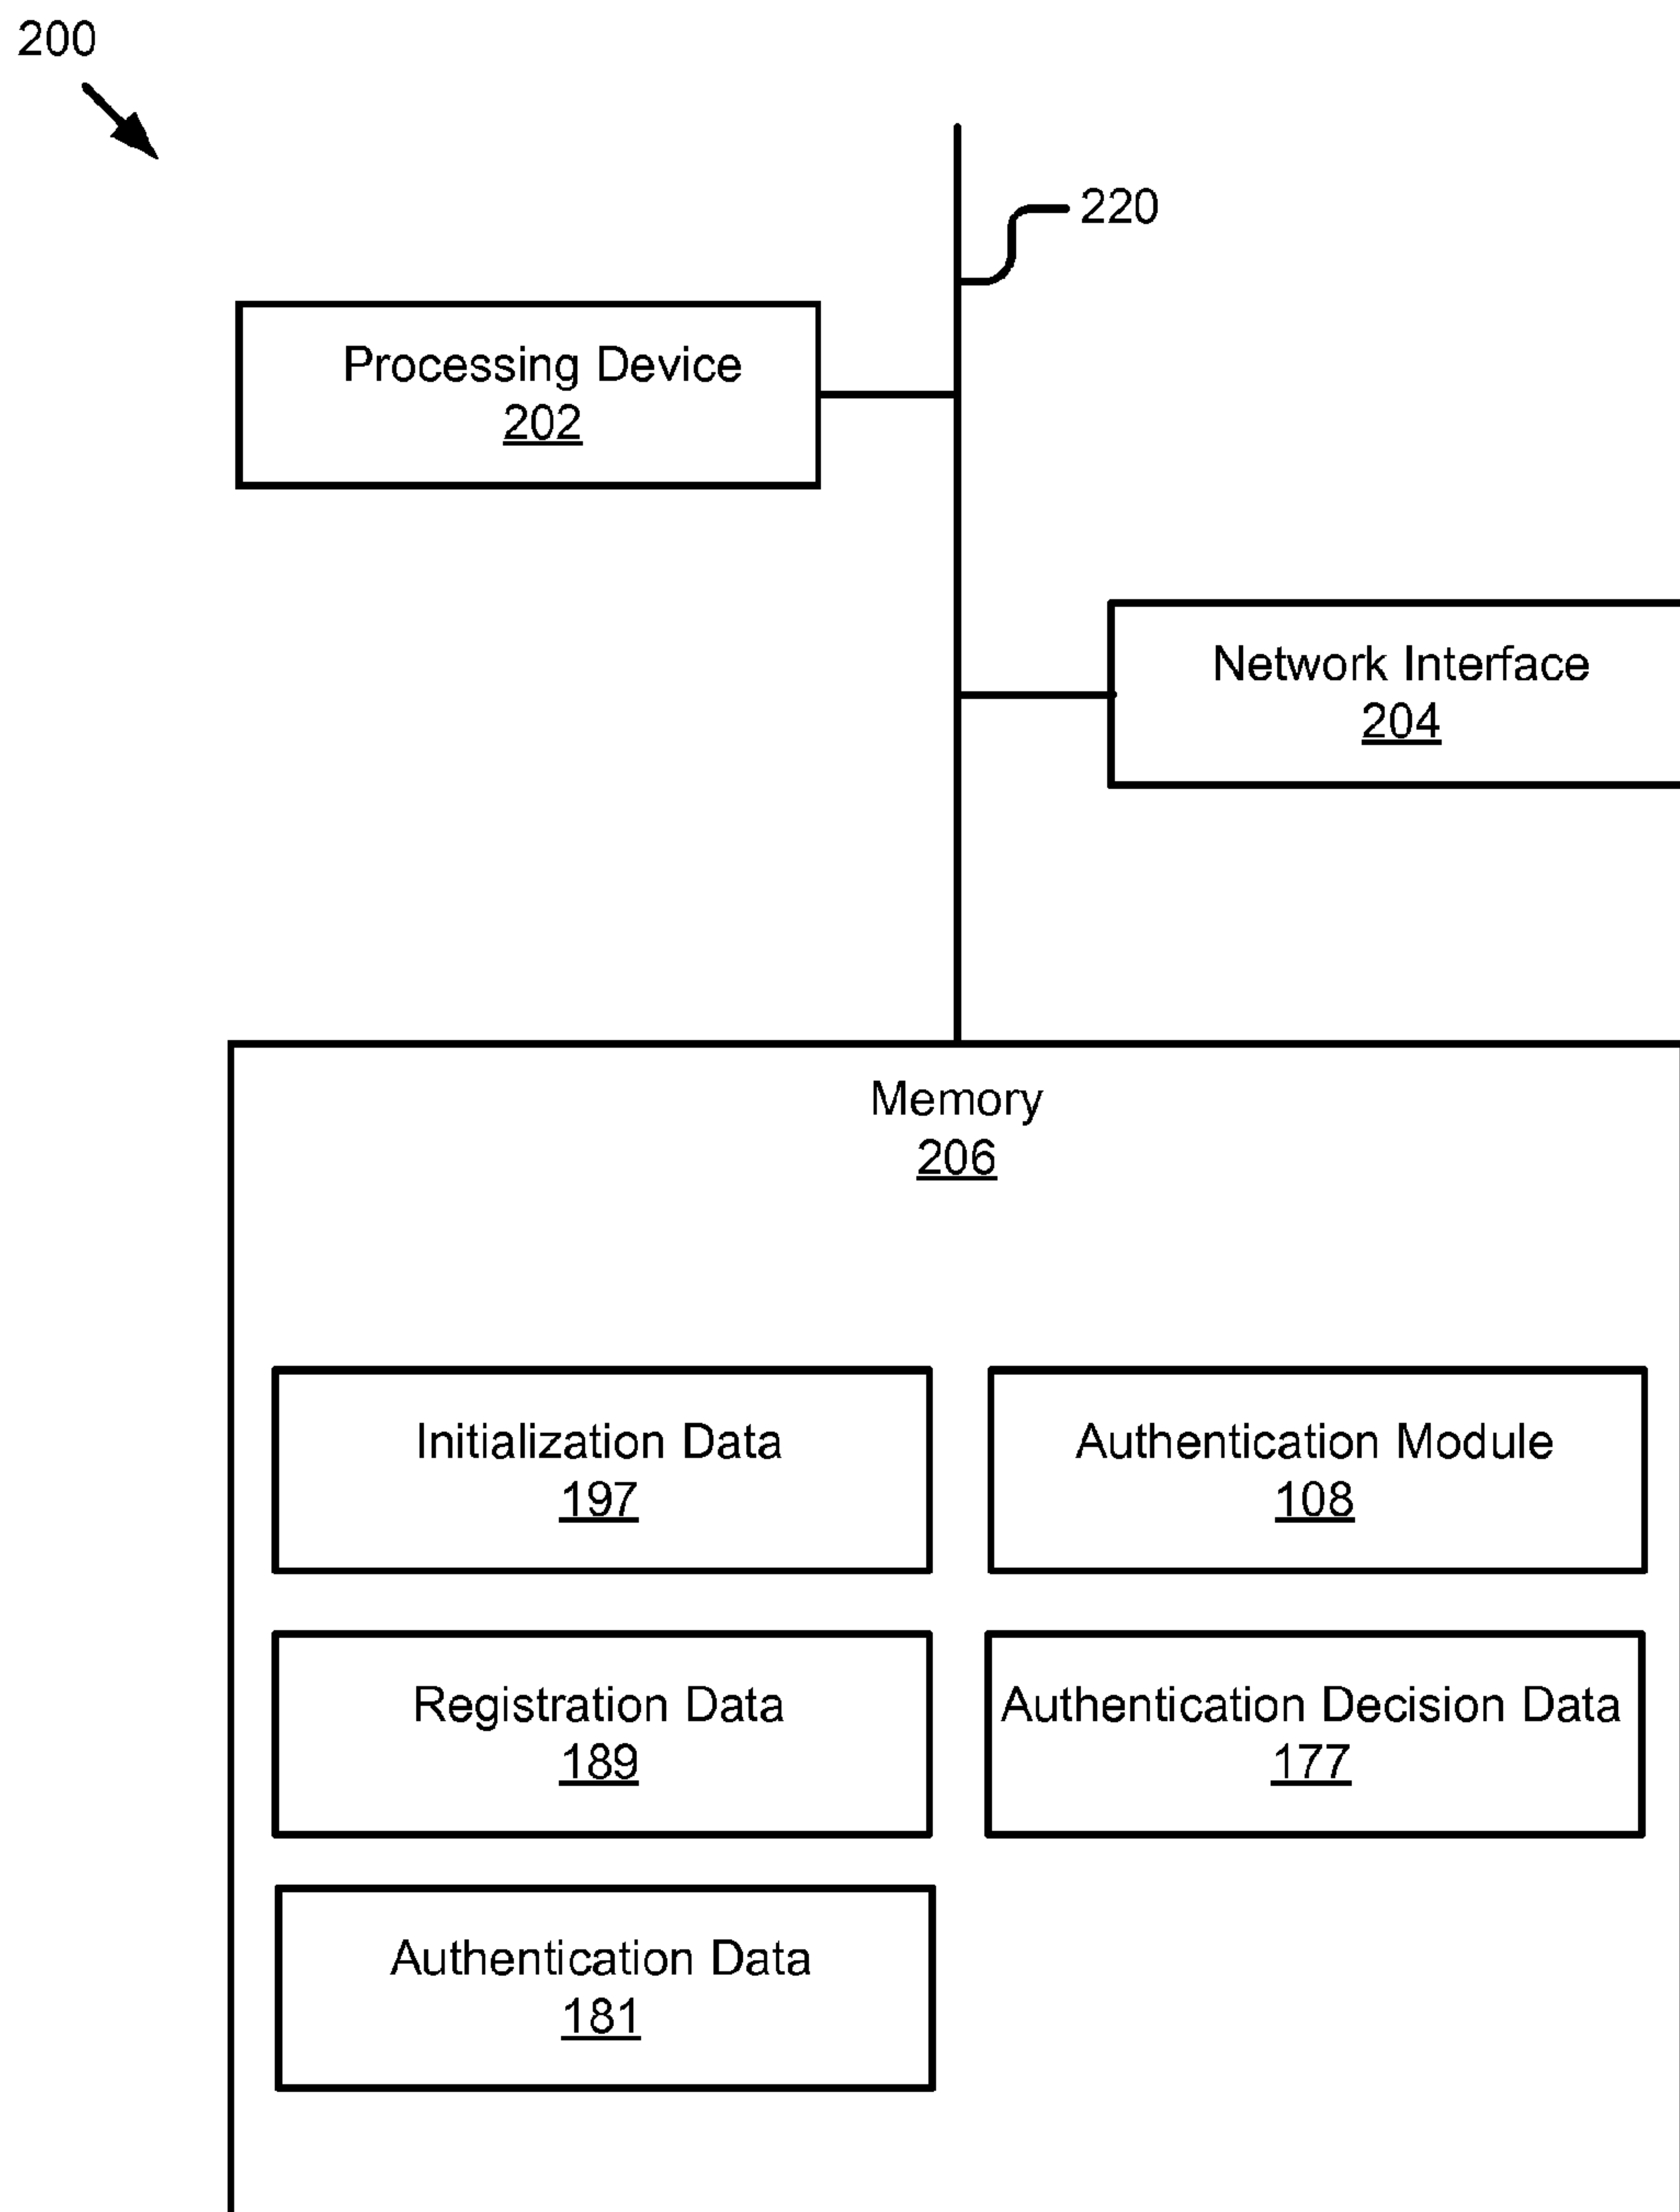 200
220
Processing Device
202
Network Interface
204
Memory
206
Initialization Data
197
Authentication Module
108
Registration Data
189
Authentication Decision Data
177
Authentication Data
181